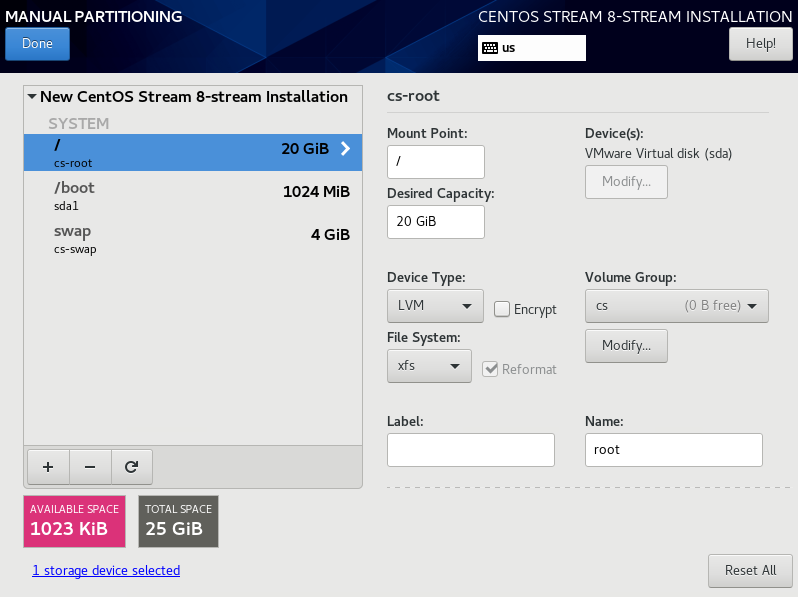 MANUAL PARTITIONING
CENTOS STREAM 8-STREAM INSTALLATION
Done
us
Help!
New CentOS Stream 8-stream Installation
SYSTEM
/
cs-root
20 GiB
/boot
sda1
1024 MiB
swap
cs-swap
4 GiB
AVAILABLE SPACE
1023 KiB
TOTAL SPACE
25 GiB
1 storage device selected
cs-root
Mount Point:
/
Desired Capacity:
20 GiB
Device(s):
VMware Virtual disk (sda)
Modify...
Device Type:
LVM
Encrypt
File System:
xfs
Reformat
Volume Group:
cs (0 B free)
Modify...
Label:
Name:
root
Reset All